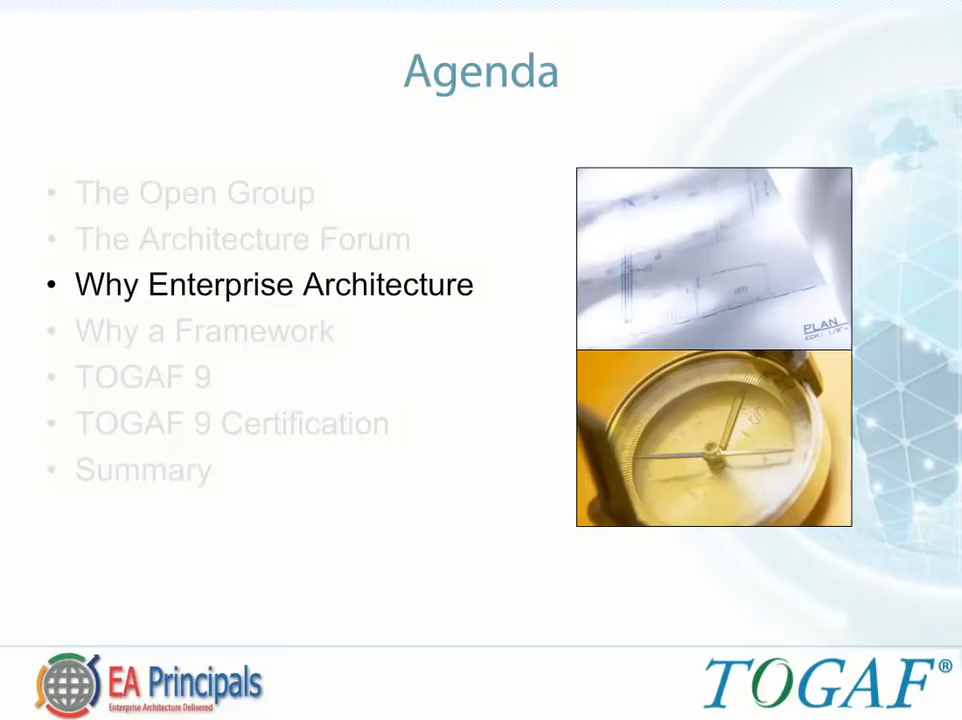 Agenda
• The Open Group
• The Architecture Forum
• Why Enterprise Architecture
• Why a Framework
• TOGAF 9
• TOGAF 9 Certification
• Summary
PLAN
EA Principals
Enterprise Architecture Delivered
TOGAF®